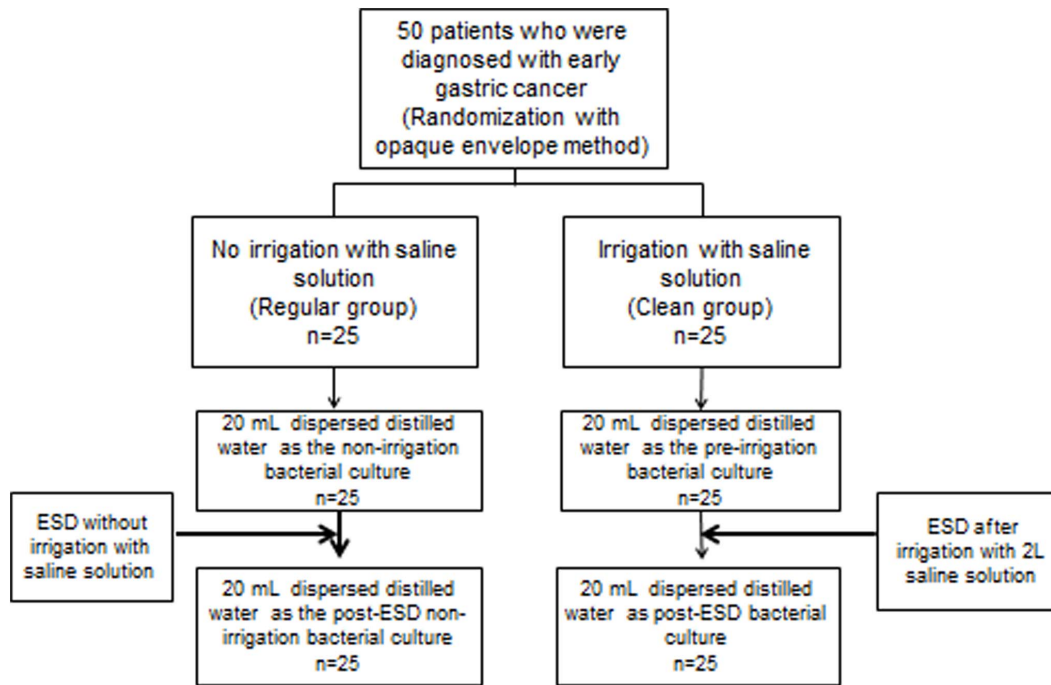 50 patients who were
diagnosed with early
gastric cancer
(Randomization with
opaque envelope method)
No irrigation with saline
solution
(Regular group)
n=25
Irrigation with saline
solution
(Clean group)
n=25
20 mL dispersed distilled
water as the non-irrigation
bacterial culture
n=25
20 mL dispersed distilled
water as the pre-irrigation
bacterial culture
n=25
ESD without
irrigation with
saline solution
ESD after
irrigation with 2L
saline solution
20 mL dispersed distilled
water as the post-ESD non-
irrigation bacterial culture
n=25
20 mL dispersed distilled
water as post-ESD bacterial
culture
n=25